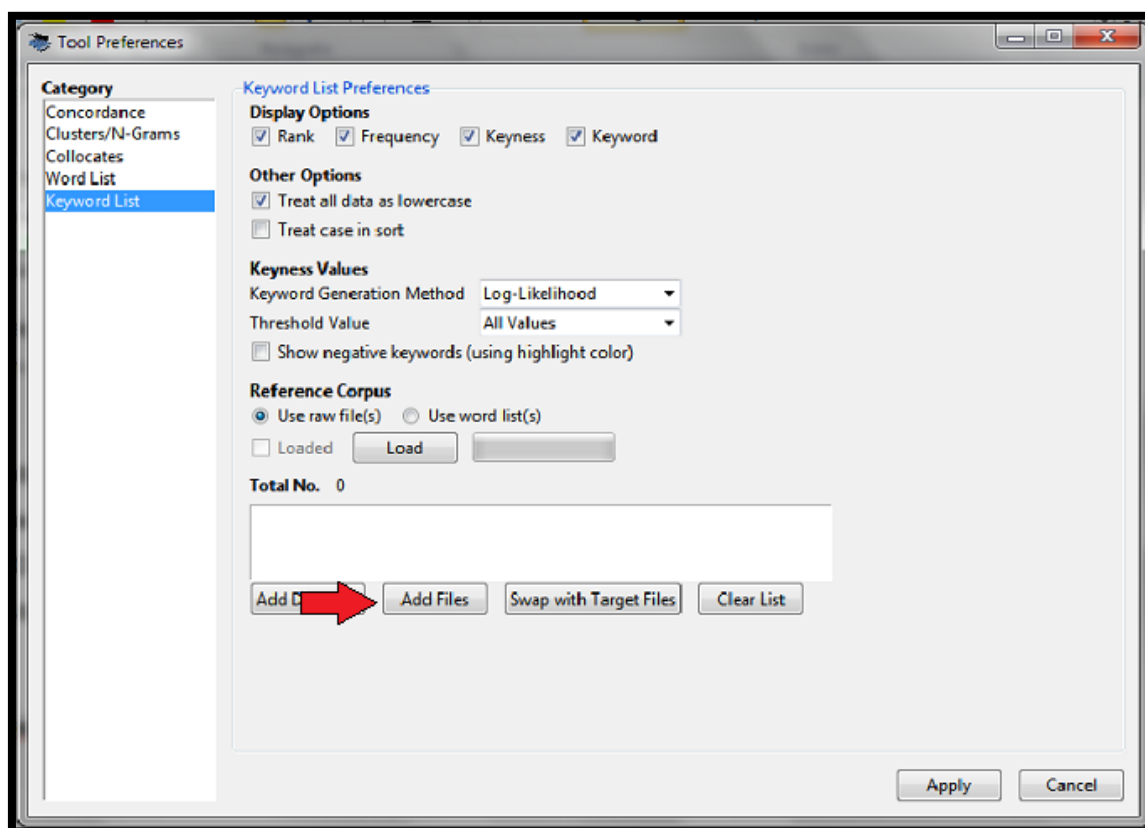 Tool Preferences
Category
Concordance
Clusters/N-Grams
Collocates
Word List
Keyword List
Keyword List Preferences
Display Options
Rank Frequency Keyness Keyword
Other Options
Treat all data as lowercase
Treat case in sort
Keyness Values
Keyword Generation Method Log-Likelihood
Threshold Value All Values
Show negative keywords (using highlight color)
Reference Corpus
Use raw file(s) Use word list(s)
Loaded Load
Total No. 0
Add Add Files Swap with Target Files Clear List
Apply Cancel